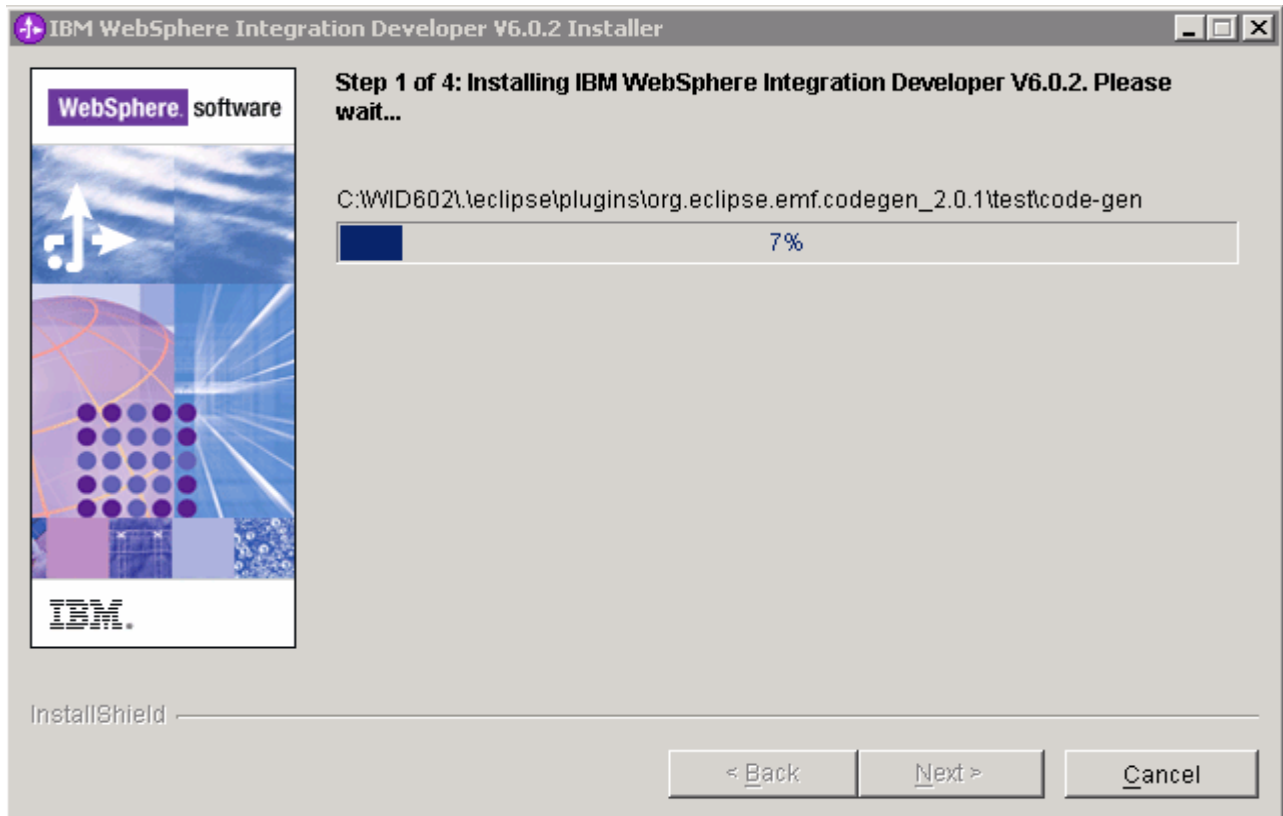 IBM WebSphere Integration Developer V6.0.2 Installer
WebSphere. software
Step 1 of 4: Installing IBM WebSphere Integration Developer V6.0.2. Please
wait...
C:\WID602\.\eclipse\plugins\org.eclipse.emf.codegen_2.0.1\test\code-gen
7%
IBM.
InstallShield
< Back
Next >
Cancel